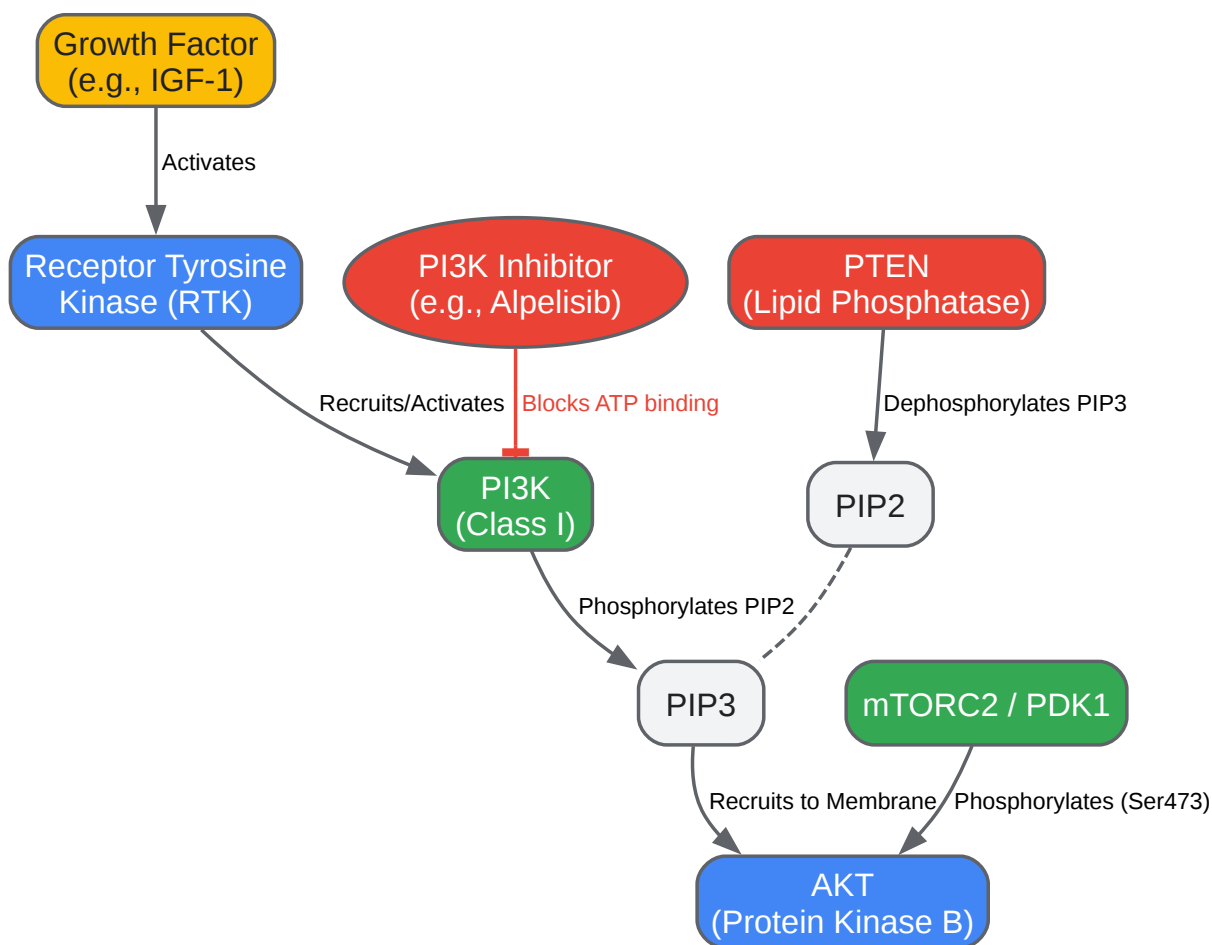 Growth Factor
(e.g., IGF-1)
Activates
Receptor Tyrosine
Kinase (RTK)
PI3K Inhibitor
(e.g., Alpelisib)
PTEN
(Lipid Phosphatase)
Recruits/Activates
Blocks ATP binding
Dephosphorylates PIP3
PI3K
(Class I)
PIP2
Phosphorylates PIP2
PIP3
mTORC2 / PDK1
Recruits to Membrane
Phosphorylates (Ser473)
AKT
(Protein Kinase B)